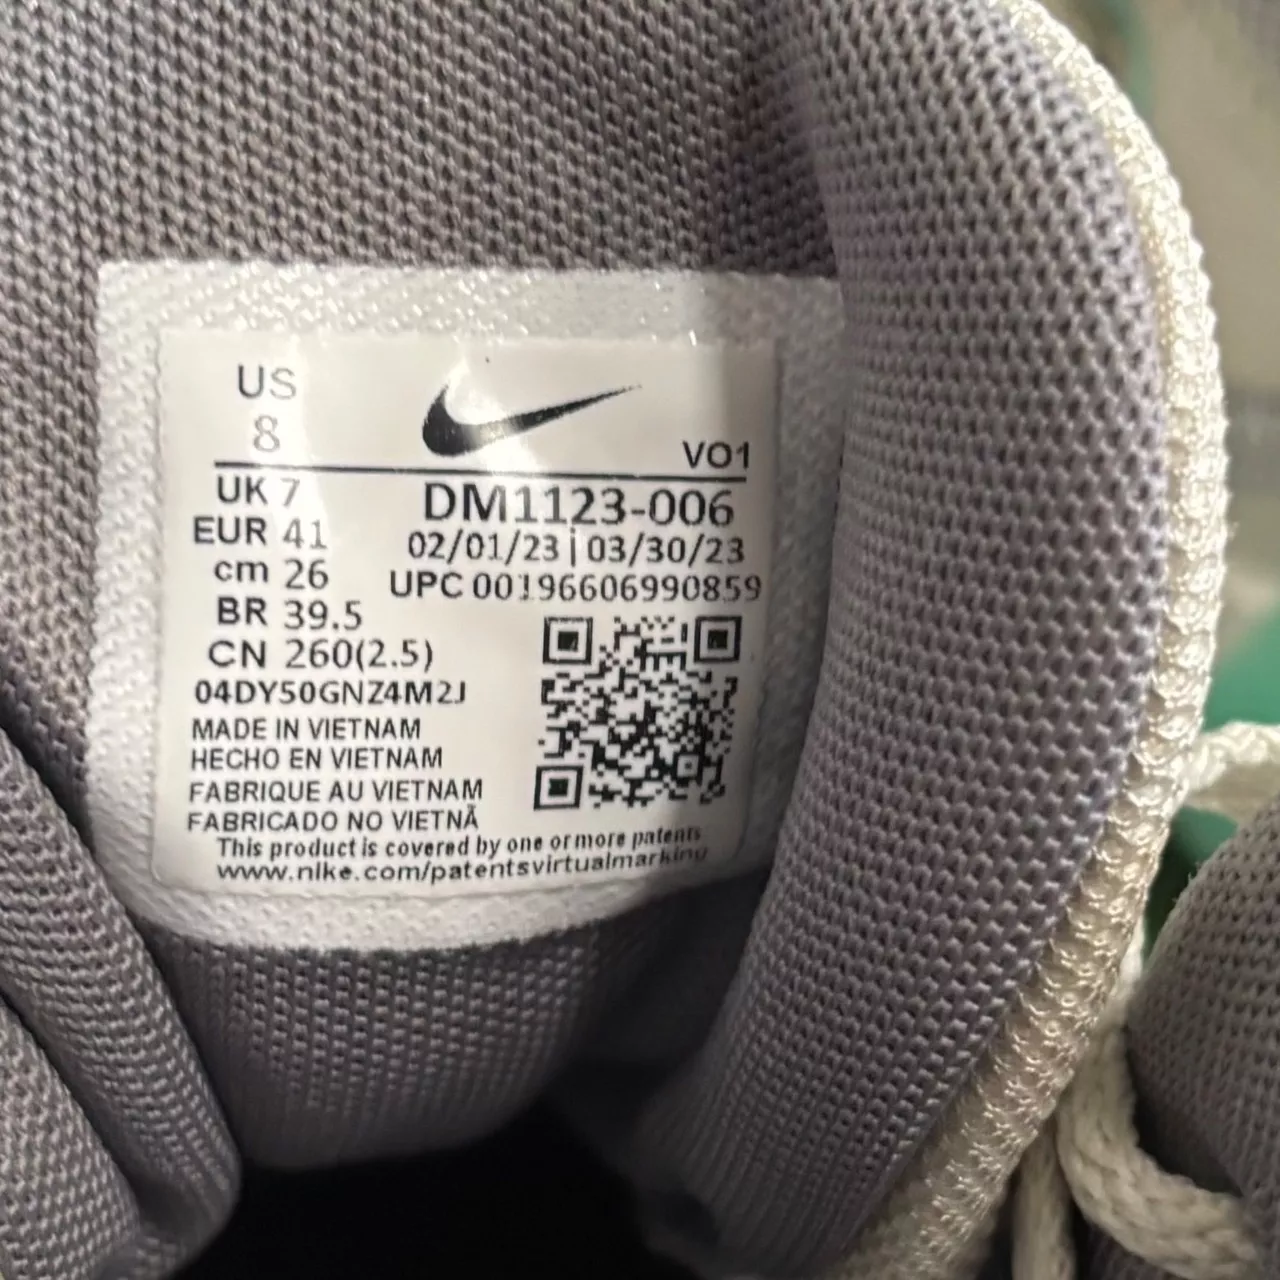 US
8
VO1
UK 7
DM1123-006
EUR 41
02/01/23 | 03/30/23
cm 26
UPC 00196606990859
BR 39.5
CN 260(2.5)
04DY50GNZ4M2J
MADE IN VIETNAM
HECHO EN VIETNAM
FABRIQUE AU VIETNAM
FABRICADO NO VIETNÃ
This product is covered by one or more patents
www.nike.com/patentsvirtualmarking